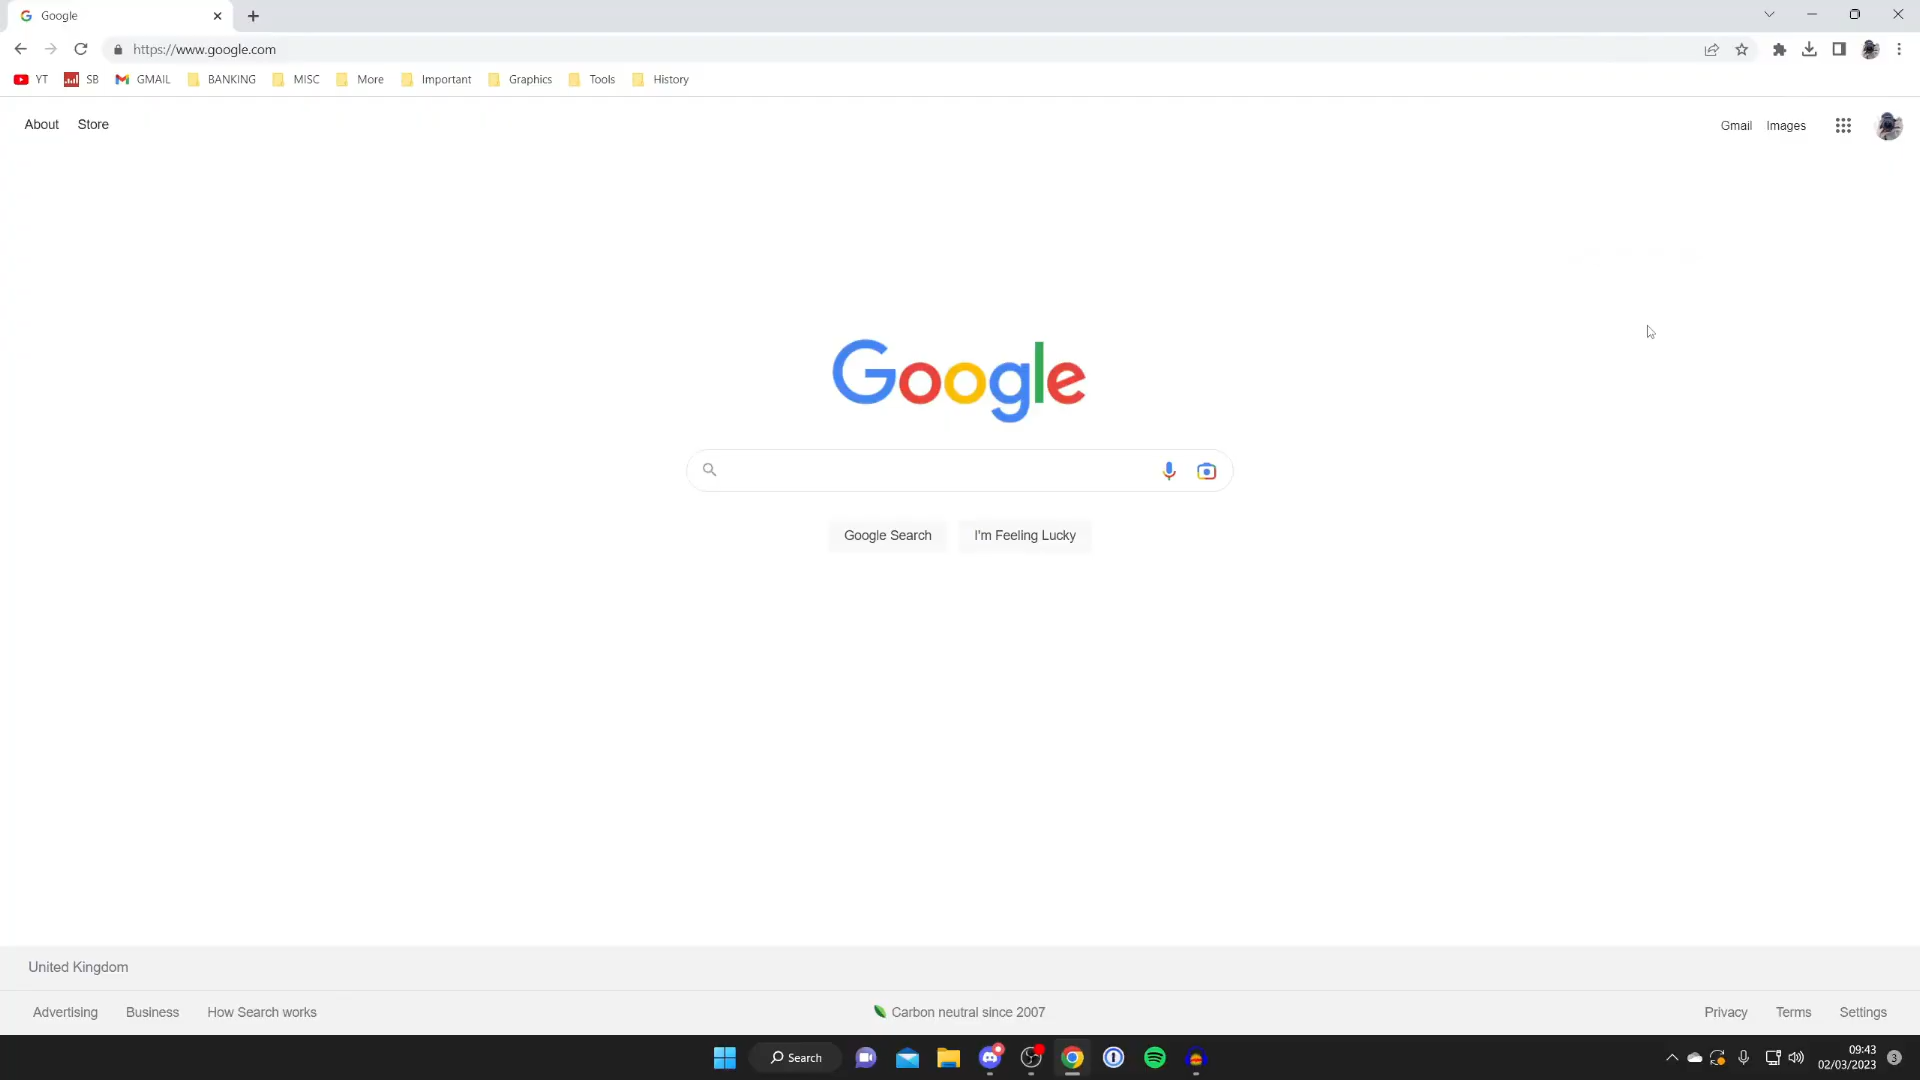 Google
https://www.google.com
YT SB GMAIL BANKING MISC More Important Graphics Tools History
About Store Gmail Images
Google
Google Search I'm Feeling Lucky
United Kingdom
Advertising Business How Search works Carbon neutral since 2007 Privacy Terms Settings
Search 09:43
02/03/2023 3